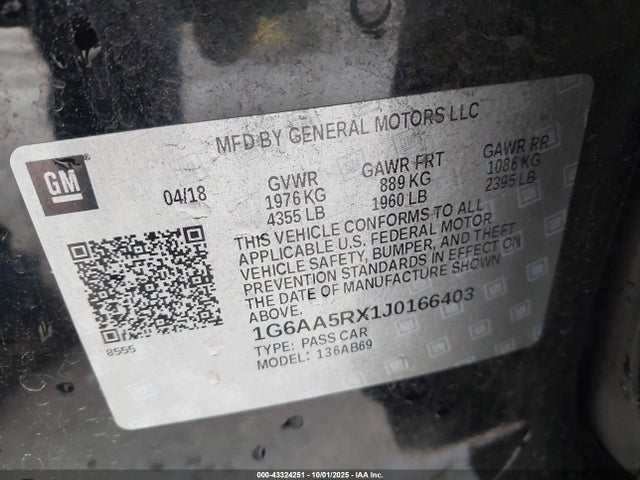 MFD BY GENERAL MOTORS LLC
GM
04/18
GVWR
1976 KG
4355 LB
GAWR FRT
889 KG
1960 LB
GAWR RR
1086 KG
2395 LB
THIS VEHICLE CONFORMS TO ALL
APPLICABLE U.S. FEDERAL MOTOR
VEHICLE SAFETY, BUMPER, AND THEFT
PREVENTION STANDARDS IN EFFECT ON
THE DATE OF MANUFACTURE SHOWN
ABOVE.
1G6AA5RX1J0166403
TYPE: PASS CAR
MODEL: 136AB69
8555
000-43324251 | 10/01/2025 - IAA Inc.